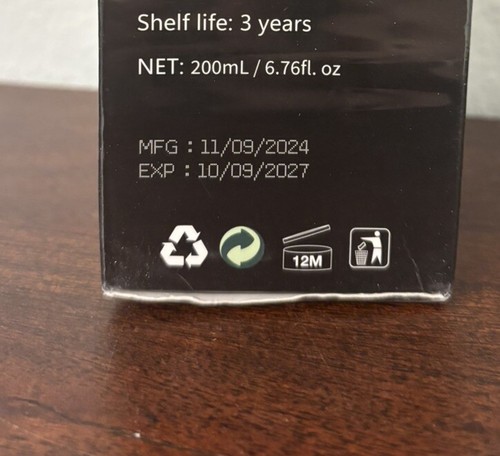 Shelf life: 3 years
NET: 200mL / 6.76fl. oz
MFG : 11/09/2024
EXP : 10/09/2027
12M